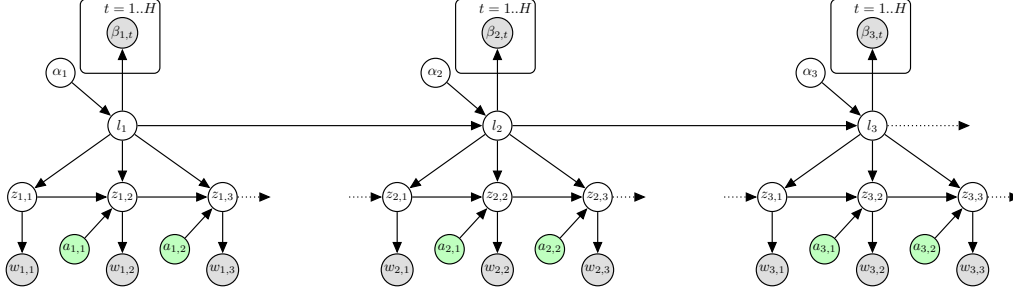 t = 1..H t = 1..H t = 1..H
β1,t β2,t β3,t
α1 α2 α3
l1 l2 l3
z1,1 z1,2 z1,3 z2,1 z2,2 z2,3 z3,1 z3,2 z3,3
a1,1 a1,2 a2,1 a2,2 a3,1 a3,2
w1,1 w1,2 w1,3 w2,1 w2,2 w2,3 w3,1 w3,2 w3,3